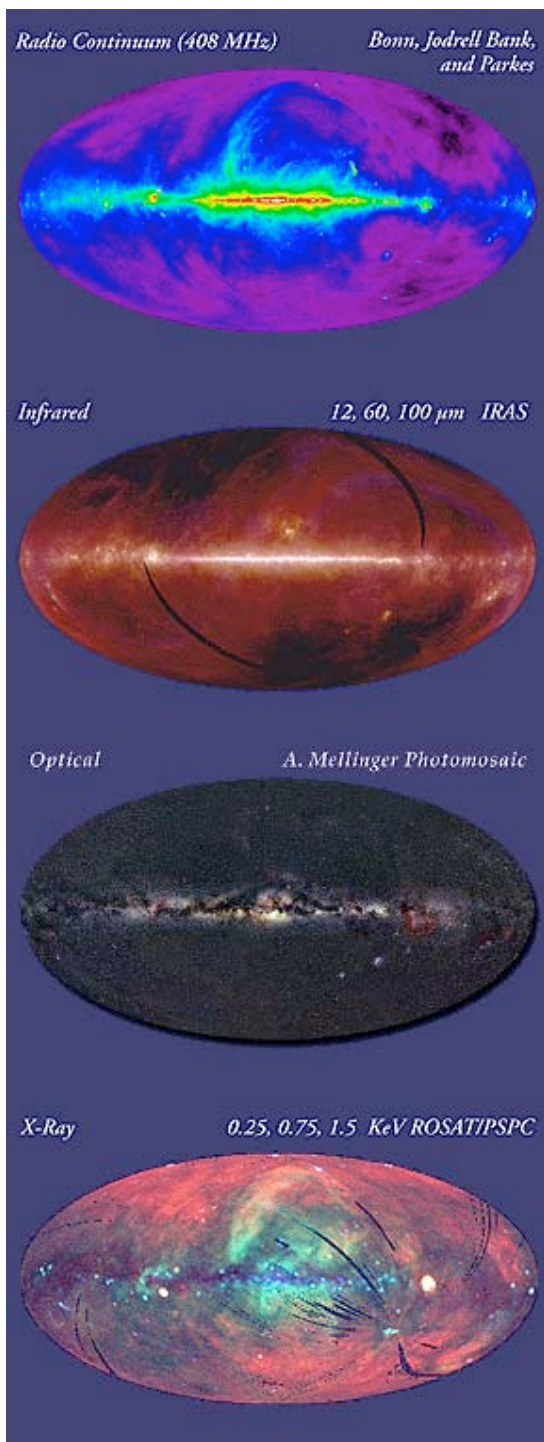 Radio Continuum (408 MHz) Bonn, Jodrell Bank,
and Parkes
Infrared 12, 60, 100 µm IRAS
Optical A. Mellinger Photomosaic
X-Ray 0.25, 0.75, 1.5 KeV ROSAT/PSPC